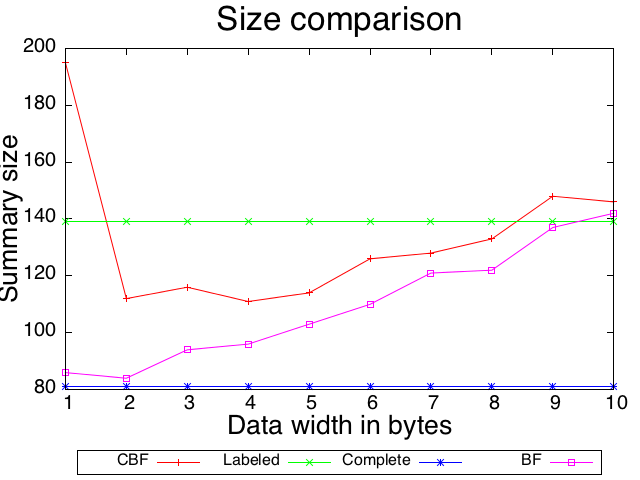 Size comparison
200
180
160
140
120
100
80
Summary size
1 2 3 4 5 6 7 8 9 10
Data width in bytes
CBF Labeled Complete BF